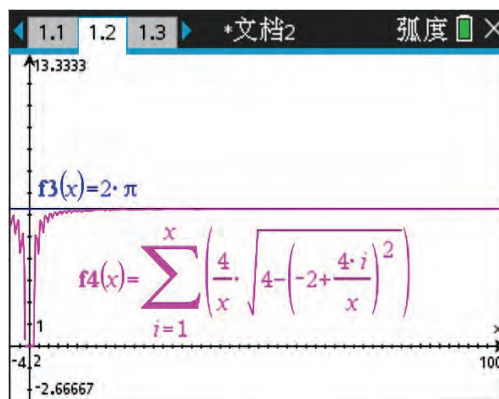 1.1 1.2 1.3 *文档2 弧度
13.3333
f3(x)=2·π
f4(x)=∑(i=1, x)(4/x·√(4-(-2+4·i/x)^2))
1
x
-4.2
100
-2.66667